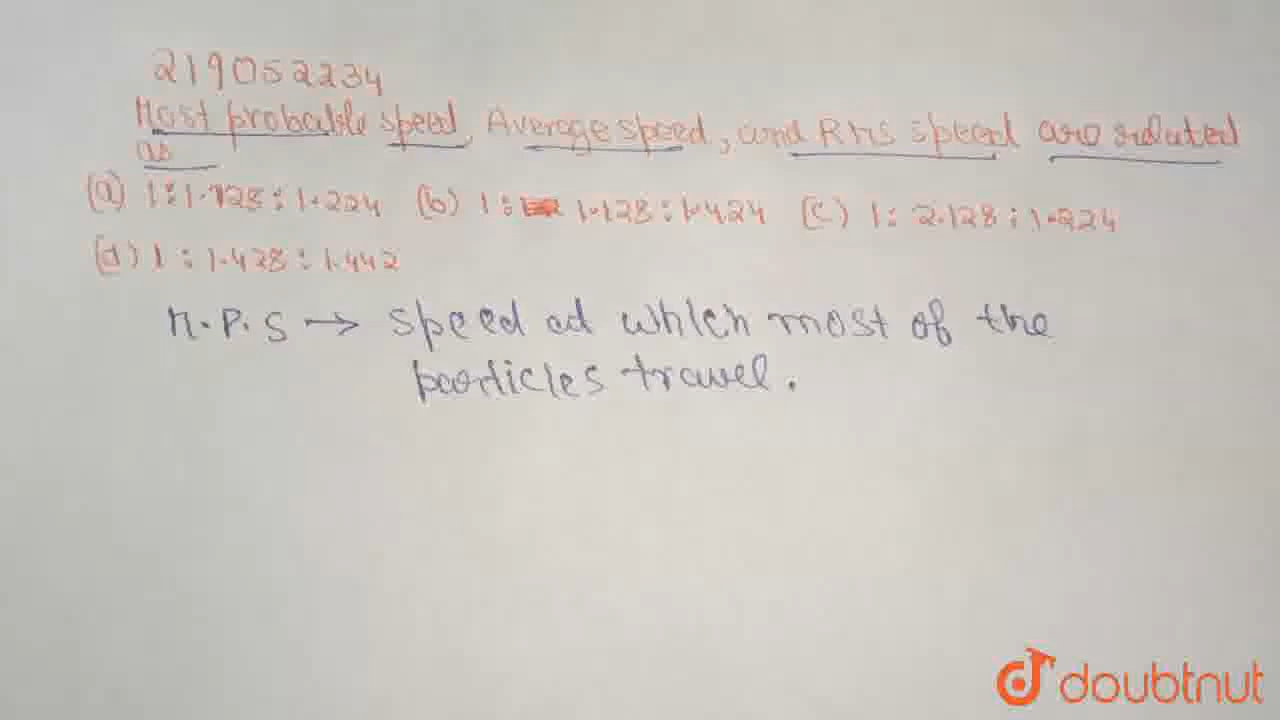 219052234
Most probable speed, Average speed, and RMS speed are related
as
(a) 1:1.128:1.224 (b) 1: 1.128:1.424 (c) 1: 2.128:1.224
(d) 1:1.428:1.442
M.P.S → speed at which most of the
particles travel.
doubtnut